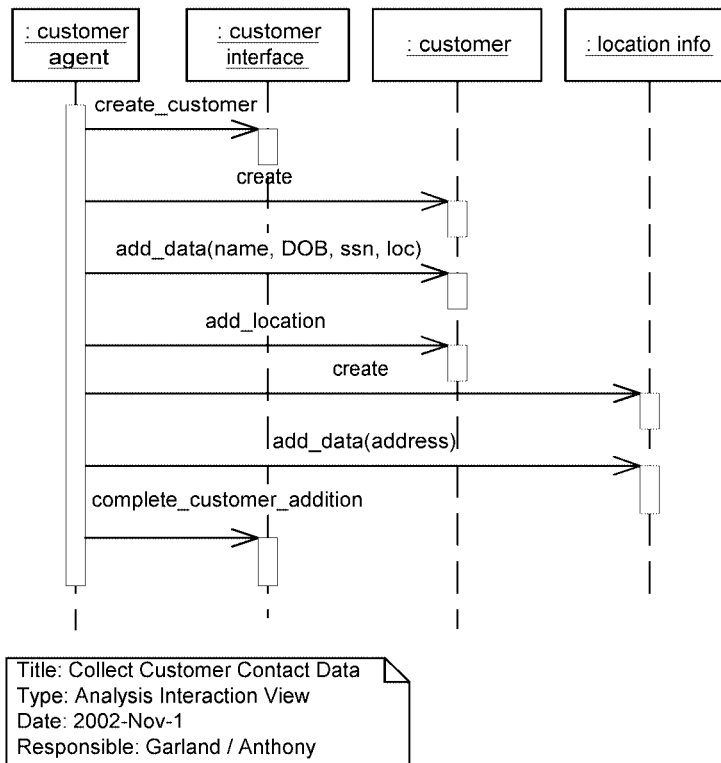 : customer
agent
: customer
interface
: customer
: location info
create_customer
create
add_data(name, DOB, ssn, loc)
add_location
create
add_data(address)
complete_customer_addition
Title: Collect Customer Contact Data
Type: Analysis Interaction View
Date: 2002-Nov-1
Responsible: Garland / Anthony